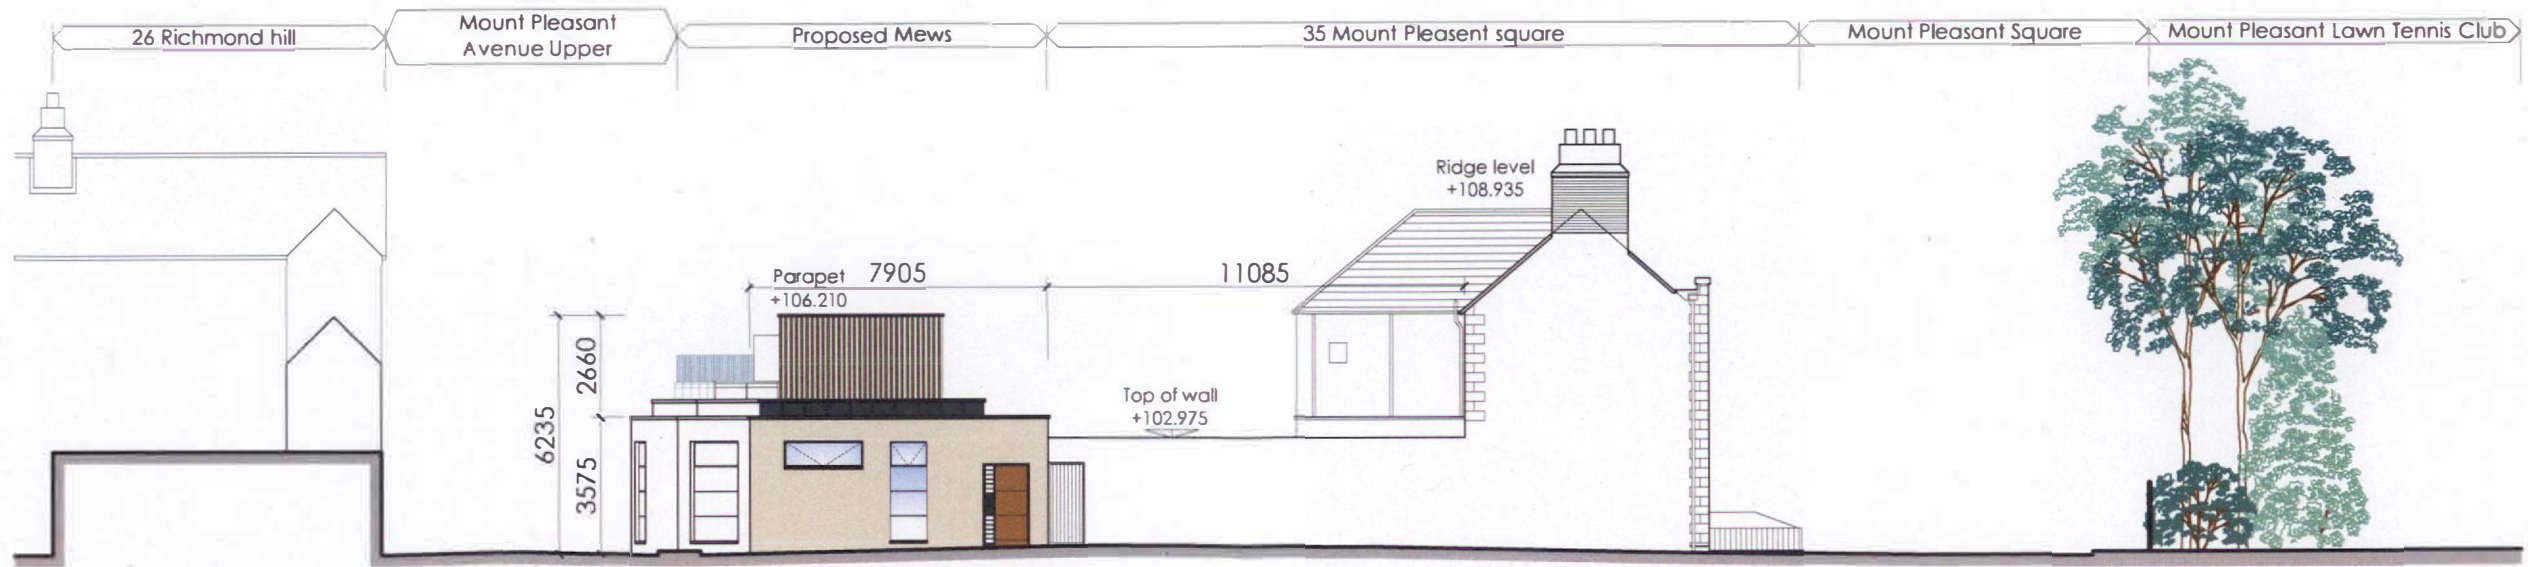 26 Richmond hill
Mount Pleasant
Avenue Upper
Proposed Mews
35 Mount Pleasent square
Mount Pleasant Square
Mount Pleasant Lawn Tennis Club
Ridge level
+108.935
Parapet 7905
+106.210
11085
2660
6235
3575
Top of wall
+102.975